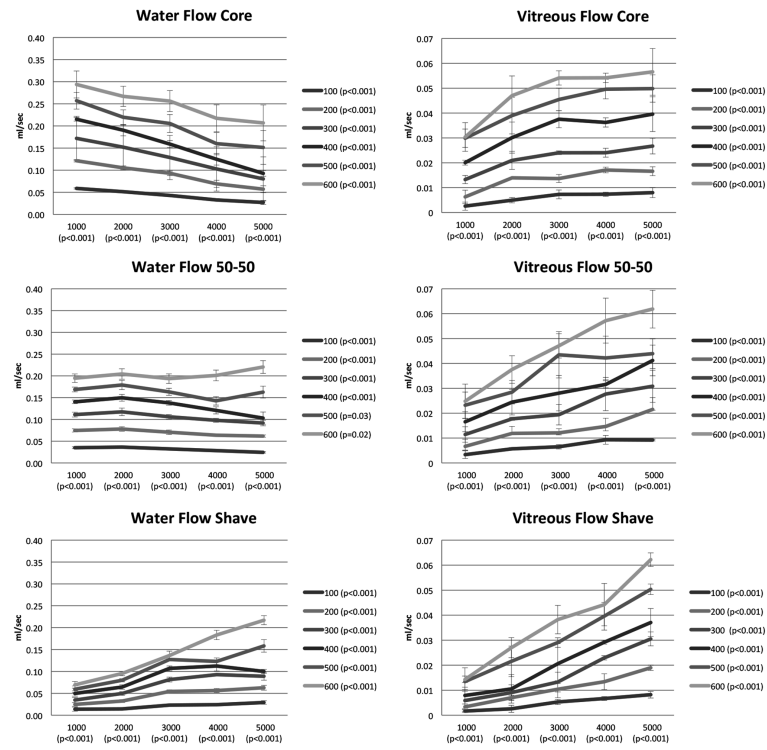 Water Flow Core
ml/sec
0.40
0.35
0.30
0.25
0.20
0.15
0.10
0.05
0.00
1000 2000 3000 4000 5000
(p<0.001) (p<0.001) (p<0.001) (p<0.001) (p<0.001)
100 (p<0.001)
200 (p<0.001)
300 (p<0.001)
400 (p<0.001)
500 (p<0.001)
600 (p<0.001)
Vitreous Flow Core
ml/sec
0.07
0.06
0.05
0.04
0.03
0.02
0.01
0
1000 2000 3000 4000 5000
(p<0.001) (p<0.001) (p<0.001) (p<0.001) (p<0.001)
100 (p<0.001)
200 (p<0.001)
300 (p<0.001)
400 (p<0.001)
500 (p<0.001)
600 (p<0.001)
Water Flow 50-50
ml/sec
0.40
0.35
0.30
0.25
0.20
0.15
0.10
0.05
0.00
1000 2000 3000 4000 5000
(p<0.001) (p<0.001) (p<0.001) (p<0.001) (p<0.001)
100 (p<0.001)
200 (p<0.001)
300 (p<0.001)
400 (p<0.001)
500 (p=0.03)
600 (p=0.02)
Vitreous Flow 50-50
ml/sec
0.07
0.06
0.05
0.04
0.03
0.02
0.01
0
1000 2000 3000 4000 5000
(p<0.001) (p<0.001) (p<0.001) (p<0.001) (p<0.001)
100 (p<0.001)
200 (p<0.001)
300 (p<0.001)
400 (p<0.001)
500 (p<0.001)
600 (p<0.001)
Water Flow Shave
ml/sec
0.40
0.35
0.30
0.25
0.20
0.15
0.10
0.05
0.00
1000 2000 3000 4000 5000
(p<0.001) (p<0.001) (p<0.001) (p<0.001) (p<0.001)
100 (p<0.001)
200 (p<0.001)
300 (p<0.001)
400 (p<0.001)
500 (p<0.001)
600 (p<0.001)
Vitreous Flow Shave
ml/sec
0.07
0.06
0.05
0.04
0.03
0.02
0.01
0
1000 2000 3000 4000 5000
(p<0.001) (p<0.001) (p<0.001) (p<0.001) (p<0.001)
100 (p<0.001)
200 (p<0.001)
300 (p<0.001)
400 (p<0.001)
500 (p<0.001)
600 (p<0.001)